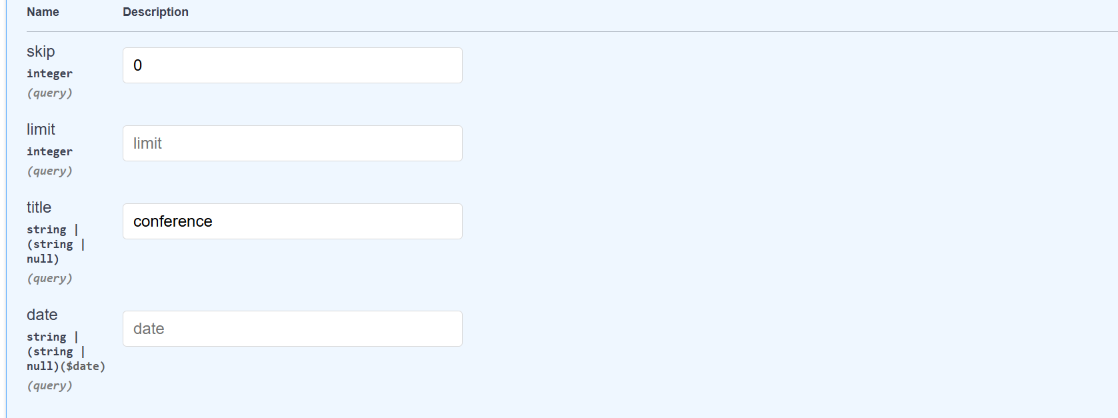 Name Description
skip
integer
(query)
0
limit
integer
(query)
limit
title
string |
(string |
null)
(query)
conference
date
string |
(string |
null)($date)
(query)
date